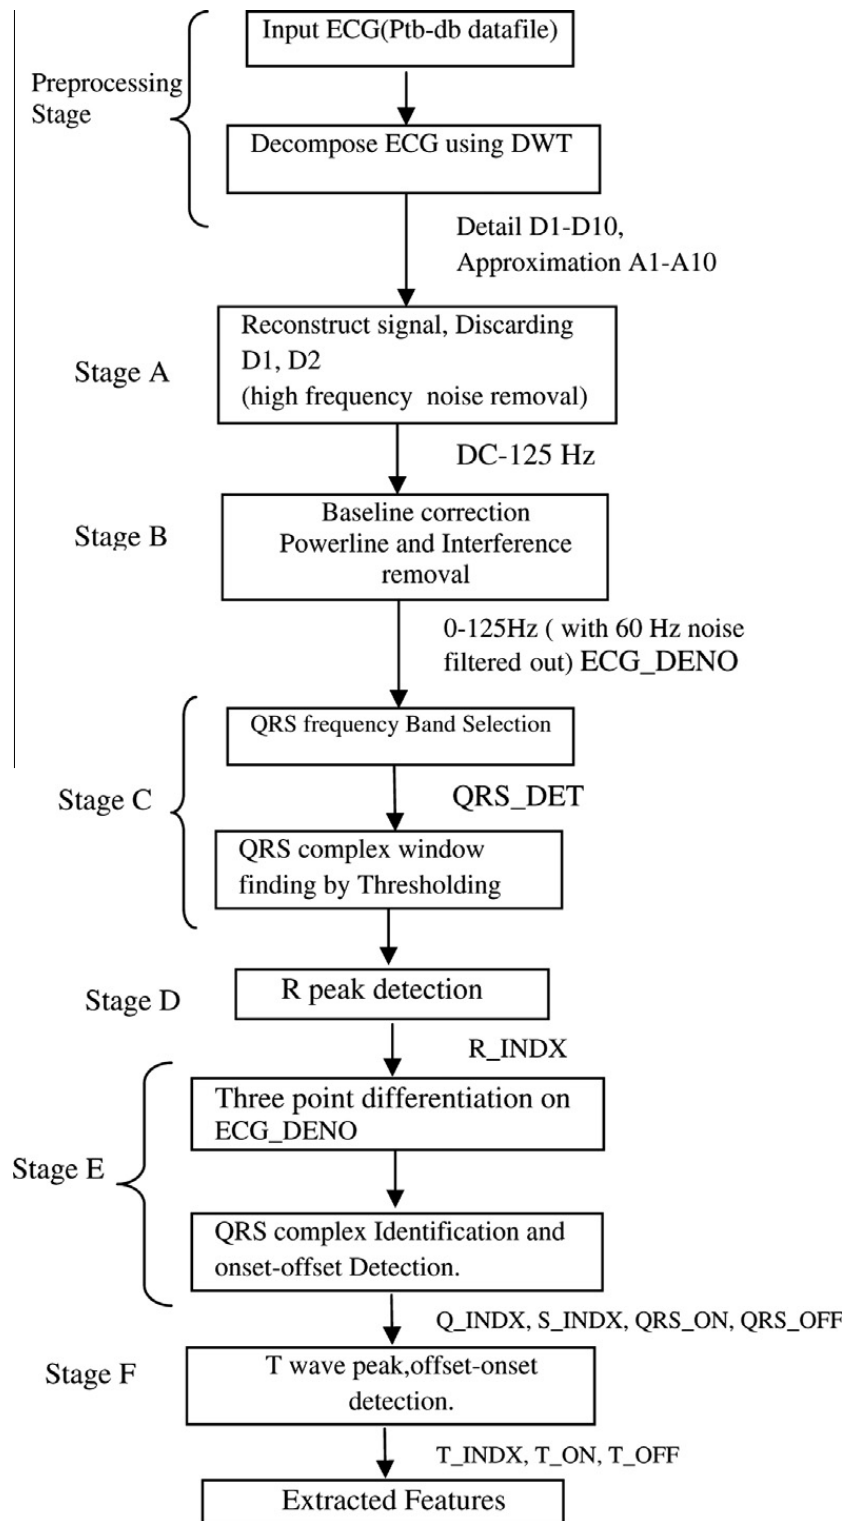 Input ECG(Ptb-db datafile)
Preprocessing
Stage
Decompose ECG using DWT
Detail D1-D10,
Approximation A1-A10
Reconstruct signal, Discarding
D1, D2
(high frequency noise removal)
Stage A
DC-125 Hz
Baseline correction
Powerline and Interference
removal
Stage B
0-125Hz ( with 60 Hz noise
filtered out) ECG_DENO
QRS frequency Band Selection
Stage C
QRS_DET
QRS complex window
finding by Thresholding
R peak detection
Stage D
R_INDX
Three point differentiation on
ECG_DENO
Stage E
QRS complex Identification and
onset-offset Detection.
Q_INDX, S_INDX, QRS_ON, QRS_OFF
T wave peak,offset-onset
detection.
Stage F
T_INDX, T_ON, T_OFF
Extracted Features